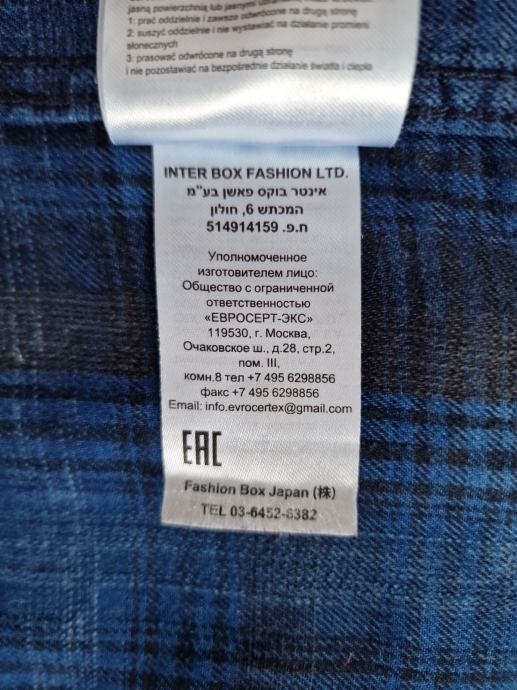 jasną powierzchnią lub jasnymi
1: prać oddzielnie i zawsze odwrócone na drugą stronę
2: suszyć oddzielnie i nie wystawiać na działanie promieni
słonecznych
3: prasować odwrócone na drugą stronę
i nie pozostawiać na bezpośrednie działanie światła i ciepła
INTER BOX FASHION LTD.
אינטר בוקס פאשן בע"מ
המכתש 6, חולון
ח.פ. 514914159
Уполномоченное
изготовителем лицо:
Общество с ограниченной
ответственностью
«ЕВРОСЕРТ-ЭКС»
119530, г. Москва,
Очаковское ш., д.28, стр.2,
пом. III,
комн.8 тел +7 495 6298856
факс +7 495 6298856
Email: info.evrocertex@gmail.com
EAC
Fashion Box Japan (株)
TEL 03-6452-8382